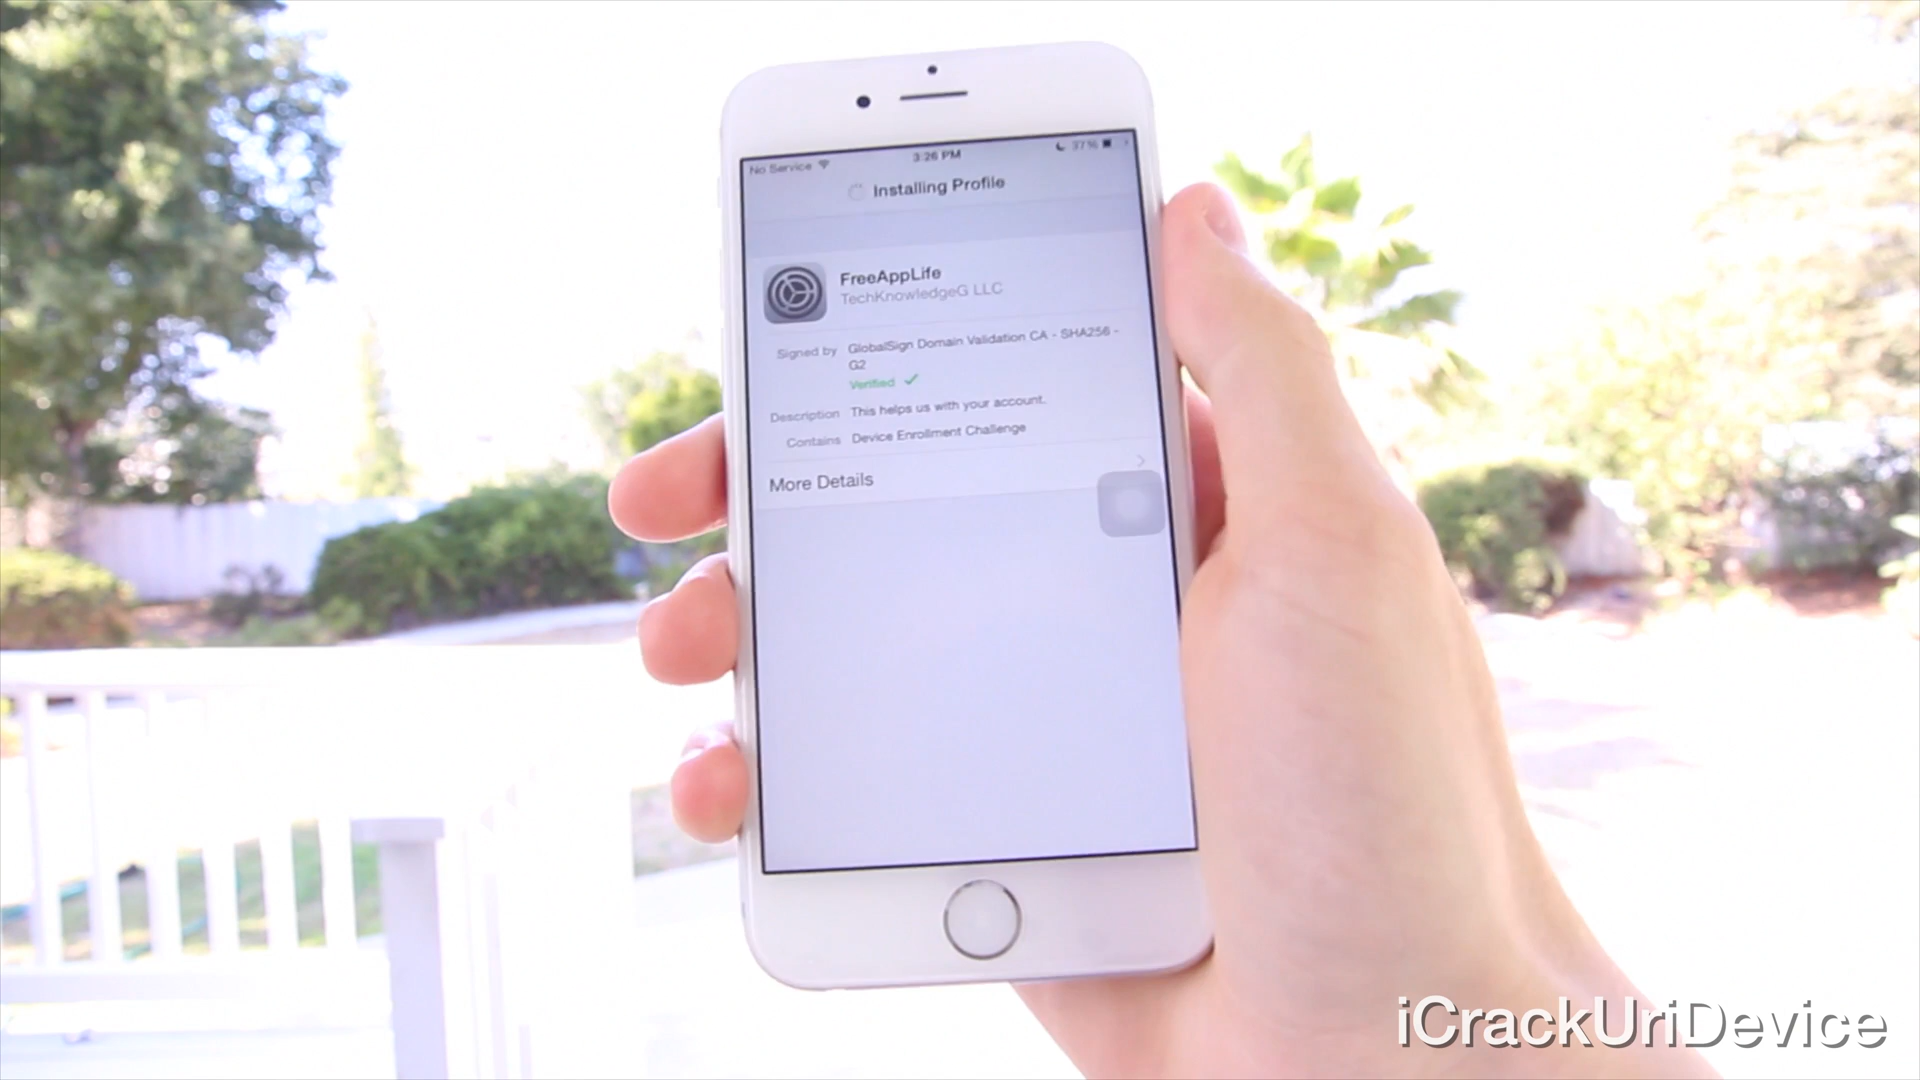 No Service
3:26 PM
37%
Installing Profile
FreeAppLife
TechKnowledgeG LLC
Signed by GlobalSign Domain Validation CA - SHA256 -
G2
Verified ✓
Description This helps us with your account.
Contains Device Enrollment Challenge
More Details
iCrackUriDevice